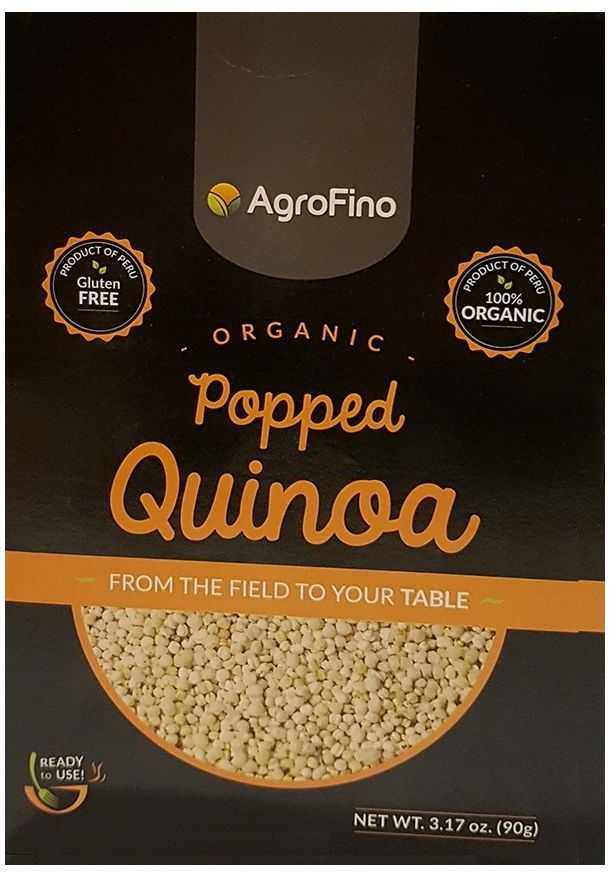 AgroFino
PRODUCT OF PERU
Gluten
FREE
PRODUCT OF PERU
100%
ORGANIC
- ORGANIC -
Popped
Quinoa
FROM THE FIELD TO YOUR TABLE
READY
to USE!
NET WT. 3.17 oz. (90g)